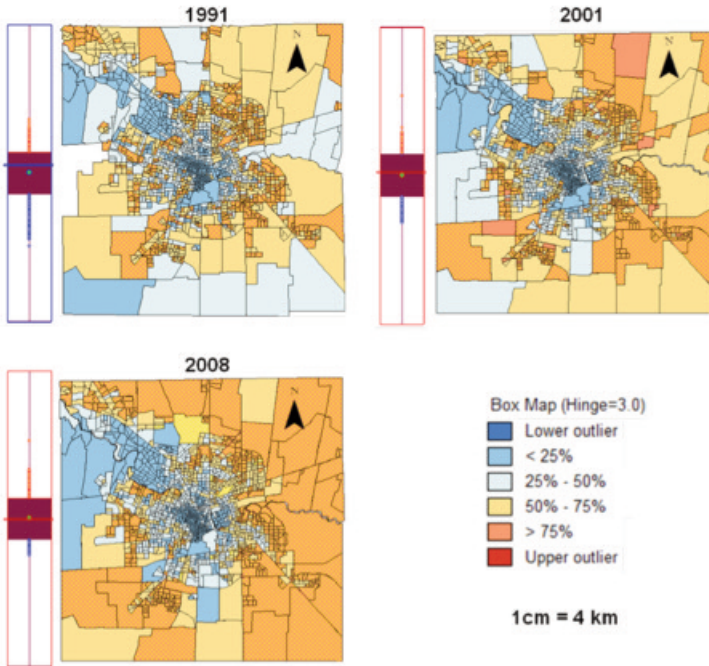 1991
2001
N
N
2008
N
Box Map (Hinge=3.0)
Lower outlier
< 25%
25% - 50%
50% - 75%
> 75%
Upper outlier
1cm = 4 km